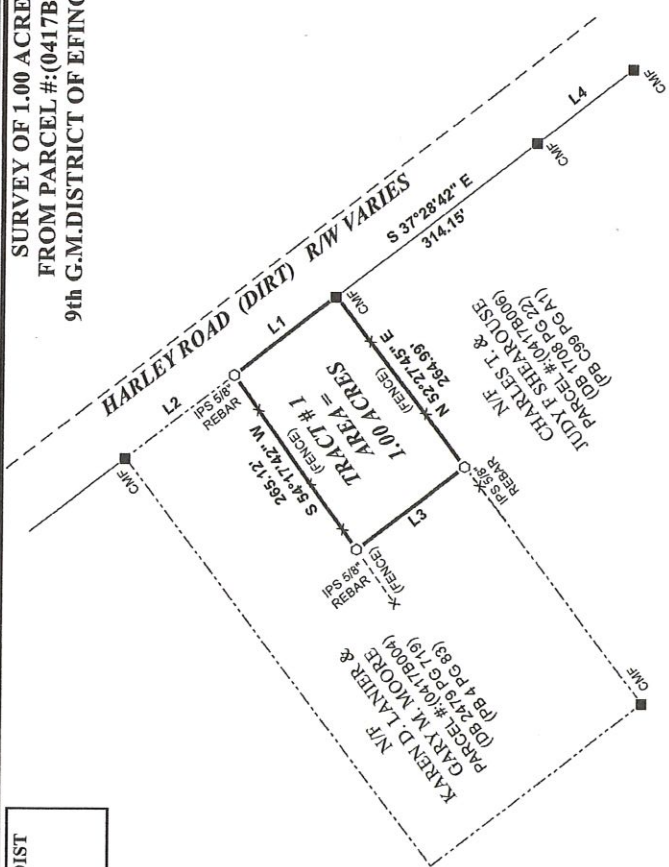 SURVEY OF 1.00 ACRE
FROM PARCEL #:(0417B
9th G.M.DISTRICT OF EFING
DIST
HARLEY ROAD (DIRT) R/W VARIES
L4
CMF
CMF
S 37°28'42" E
314.15'
L1
CMF
L2
IPS 5/8"
REBAR
CMF
S 54°17'42" W
265.12'
(FENCE)
TRACT # 1
AREA =
1.00 ACRES
N 52°27'45" E
264.99'
(FENCE)
L3
IPS 5/8"
REBAR
(FENCE)
IPS 5/8"
REBAR
N/F
CHARLES T. &
JUDY F SHEAROUSE
PARCEL #:(0417B006)
(DB 1708 PG 22)
(PB C99 PG A1)
N/F
KAREN D. LANIER &
GARY M. MOORE
PARCEL #:(0417B004)
(DB 2479 PG 719)
(PB 4 PG 83)
CMF